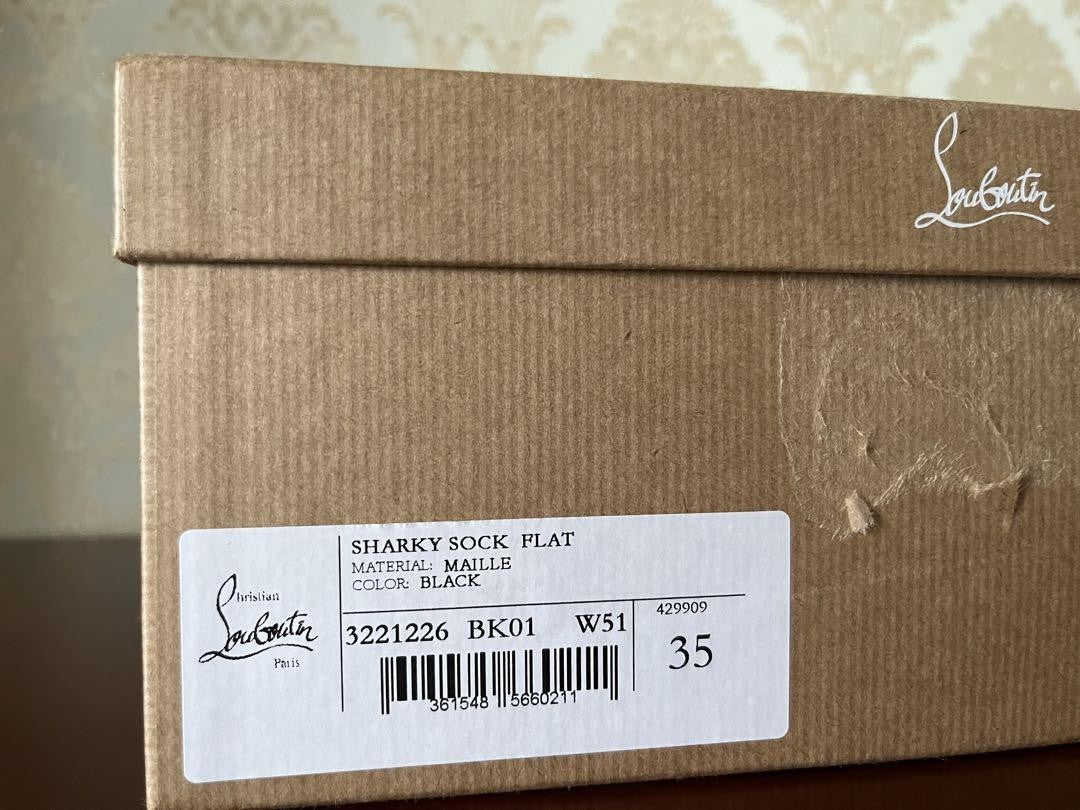 Louboutin
Christian
Louboutin
Paris
SHARKY SOCK FLAT
MATERIAL: MAILLE
COLOR: BLACK
3221226 BK01 W51
361548 5660211
429909
35